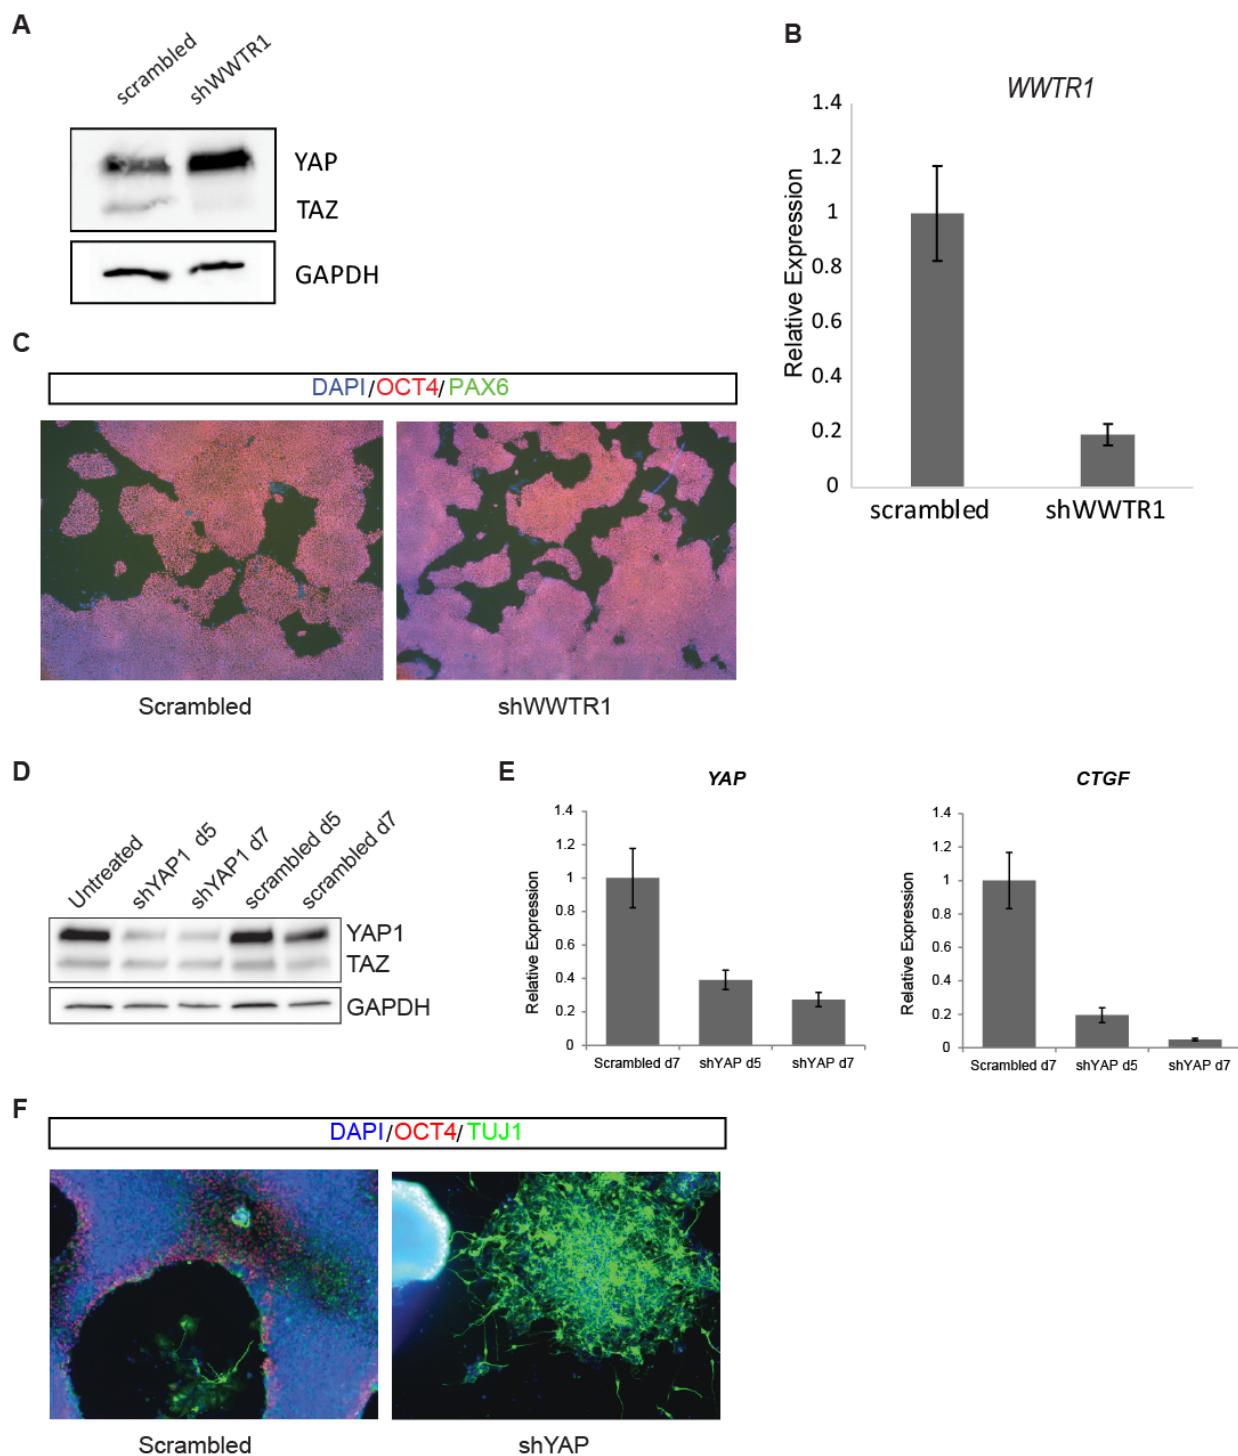 A
scrambled
shWWTR1
YAP
TAZ
GAPDH
B
WWTR1
Relative Expression
1.4
1.2
1
0.8
0.6
0.4
0.2
0
scrambled shWWTR1
C
DAPI/OCT4/PAX6
Scrambled
shWWTR1
D
Untreated
shYAP1 d5
shYAP1 d7
scrambled d5
scrambled d7
YAP1
TAZ
GAPDH
E
YAP
Relative Expression
1.4
1.2
1
0.8
0.6
0.4
0.2
0
Scrambled d7 shYAP d5 shYAP d7
CTGF
Relative Expression
1.4
1.2
1
0.8
0.6
0.4
0.2
0
Scrambled d7 shYAP d5 shYAP d7
F
DAPI/OCT4/TUJ1
Scrambled
shYAP